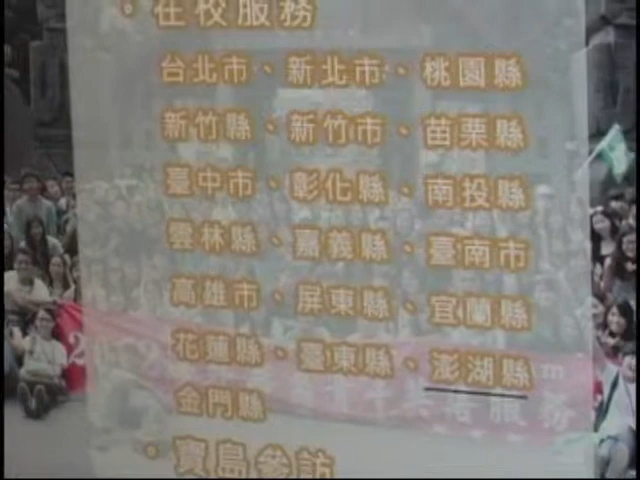 • 在校服務
台北市、新北市、桃園縣
新竹縣、新竹市、苗栗縣
臺中市、彰化縣、南投縣
雲林縣、嘉義縣、臺南市
高雄市、屏東縣、宜蘭縣
花蓮縣、臺東縣、澎湖縣
金門縣
• 寶島參訪